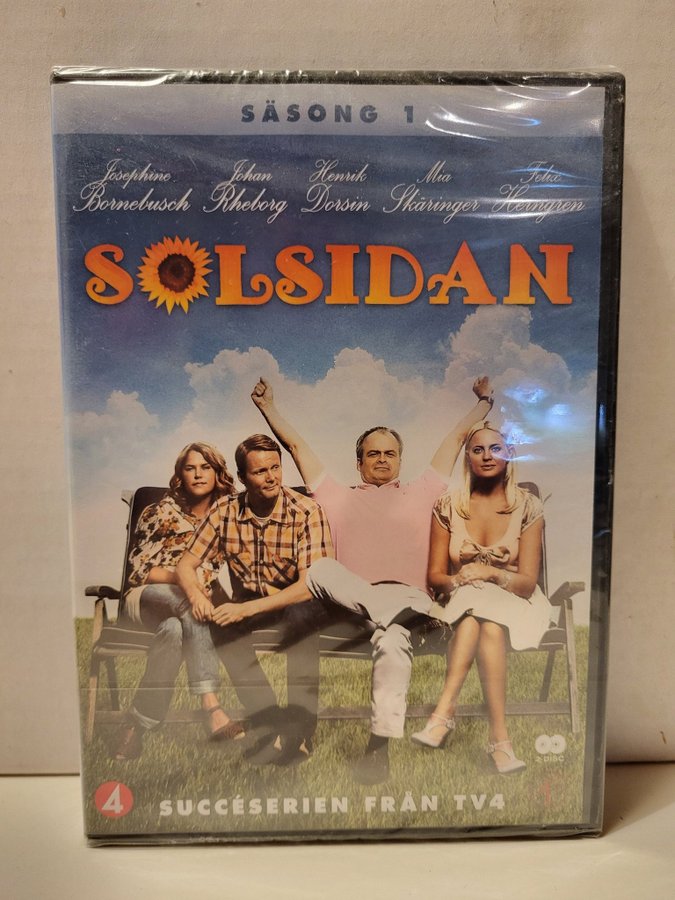 SÄSONG 1
Josephine Johan Henrik Mia Felix
Bornebusch Rheborg Dorsin Skäringer Herngren
SOLSIDAN
2 DISC
4 SUCCÉSERIEN FRÅN TV4